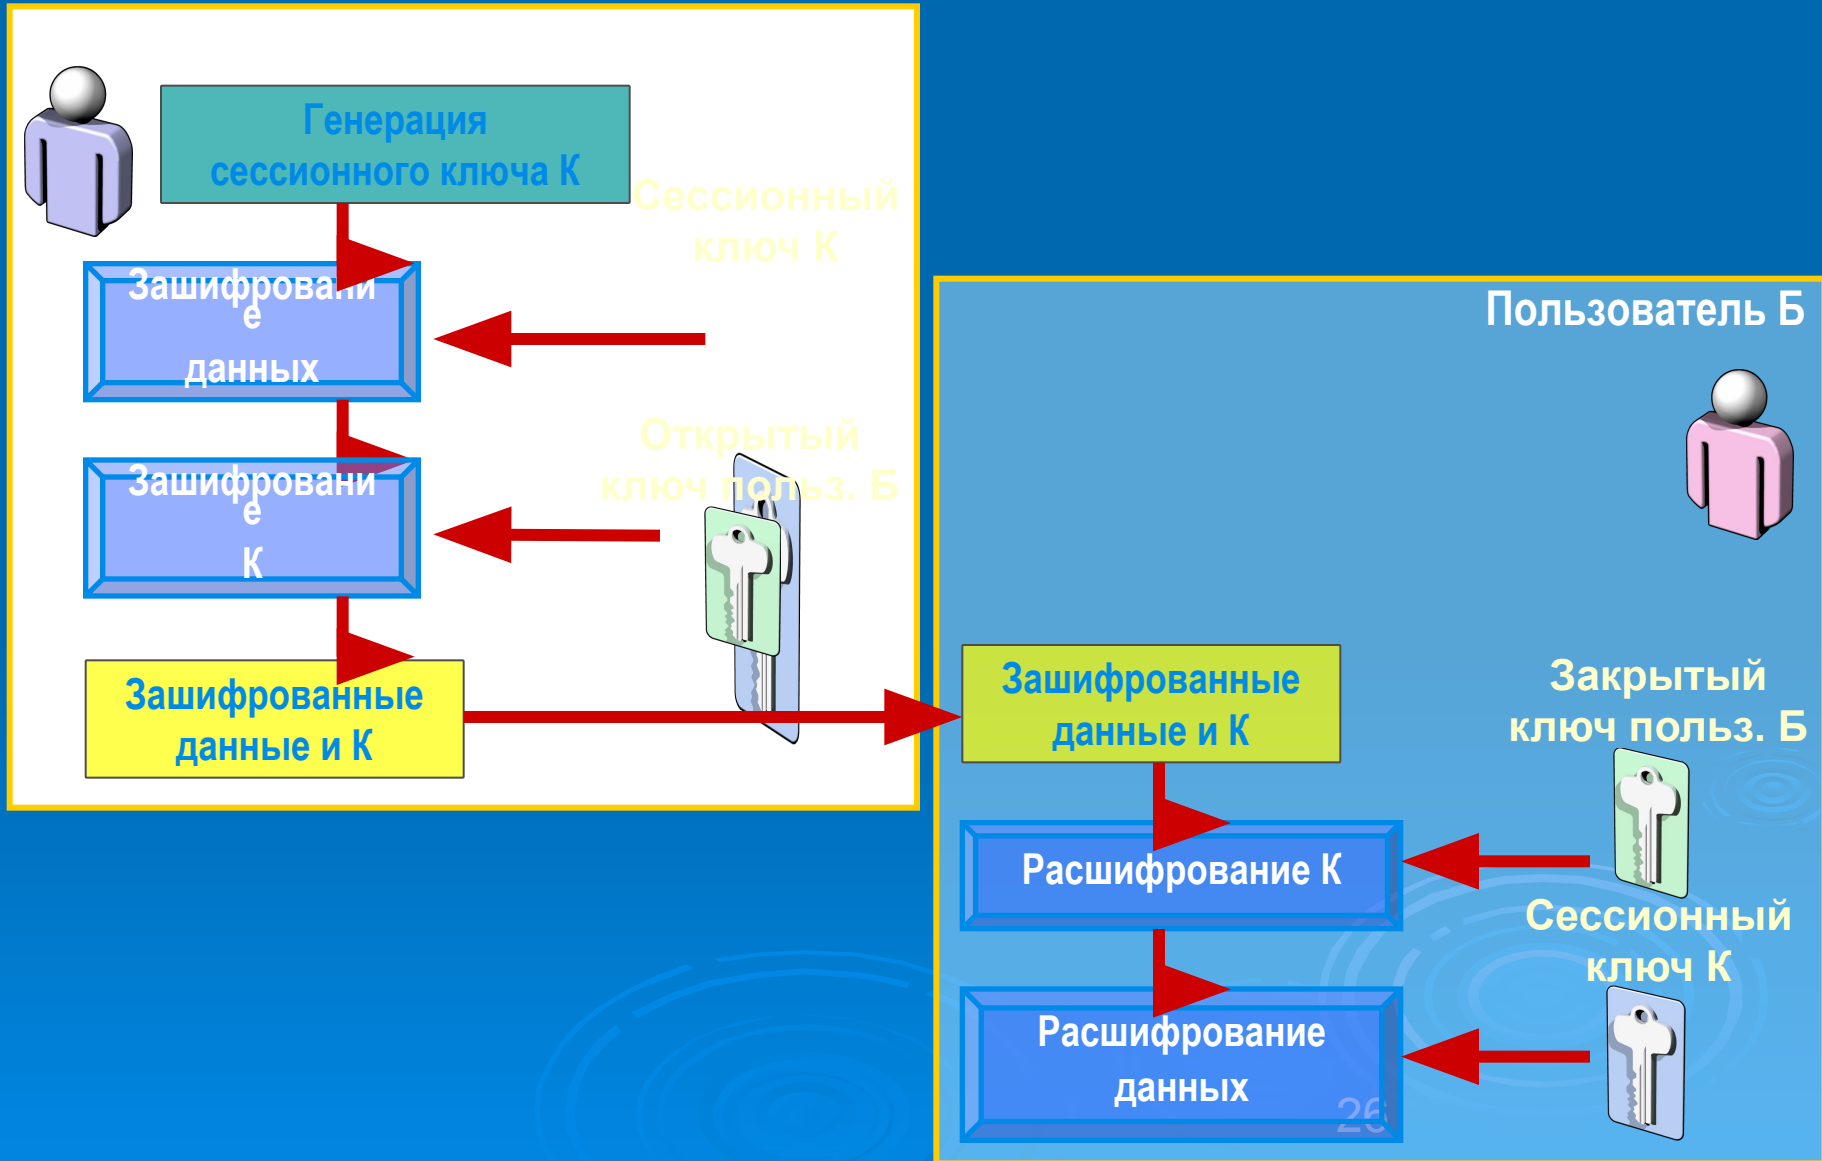 Генерация
сессионного ключа К
Сессионный
ключ К
Зашифровани
е
данных
Открытый
ключ польз. Б
Зашифровани
е
К
Зашифрованные
данные и К
Пользователь Б
Зашифрованные
данные и К
Закрытый
ключ польз. Б
Расшифрование К
Сессионный
ключ К
Расшифрование
данных
26